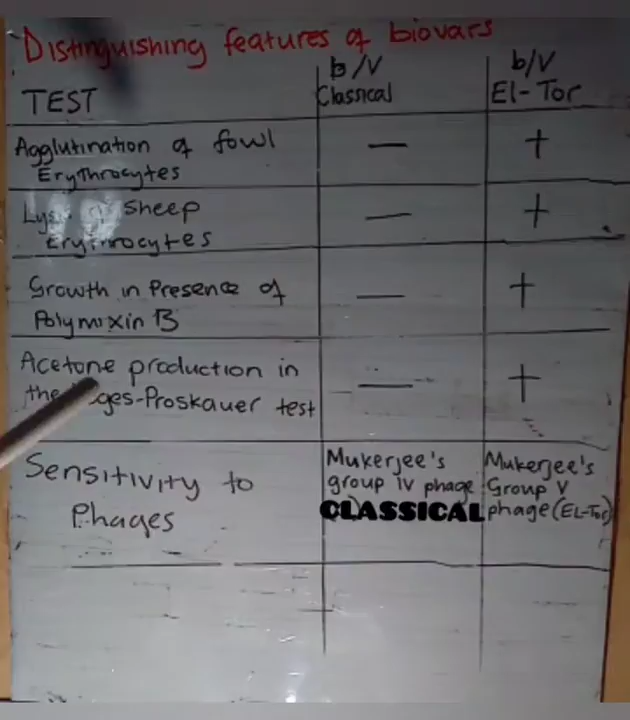 Distinguishing features of biovars
TEST
b/v
Classical
b/v
El-Tor
Agglutination of fowl
Erythrocytes
—
+
sheep
Erythrocytes
—
+
Growth in Presence of
Polymixin B
—
+
Acetone production in
the ges-Proskauer test
—
+
Sensitivity to
Phages
Mukerjee's
group IV phage
CLASSICAL
Mukerjee's
Group V
phage (EL-Tor)